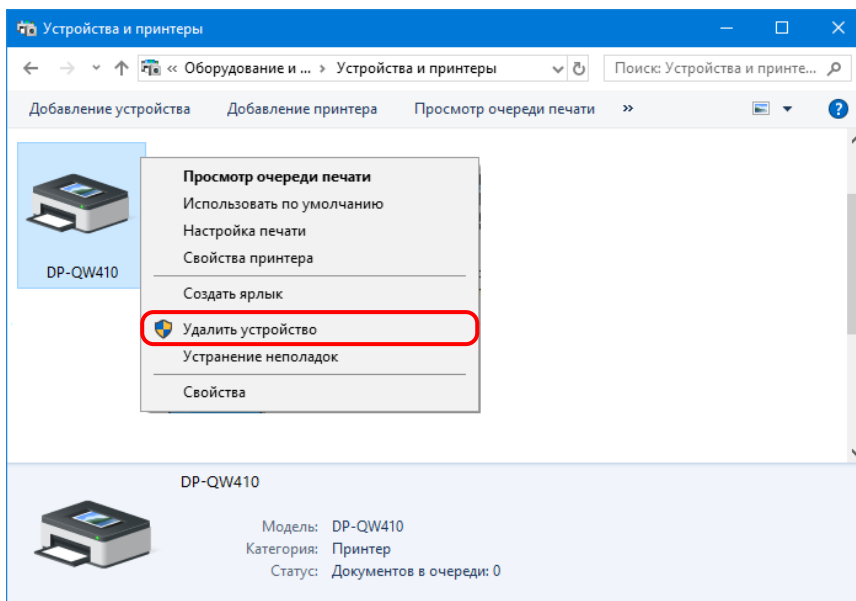 Устройства и принтеры
« Оборудование и ... › Устройства и принтеры
Поиск: Устройства и принте...
Добавление устройства Добавление принтера Просмотр очереди печати »
Просмотр очереди печати
Использовать по умолчанию
Настройка печати
Свойства принтера
DP-QW410
Создать ярлык
Удалить устройство
Устранение неполадок
Свойства
DP-QW410
Модель: DP-QW410
Категория: Принтер
Статус: Документов в очереди: 0